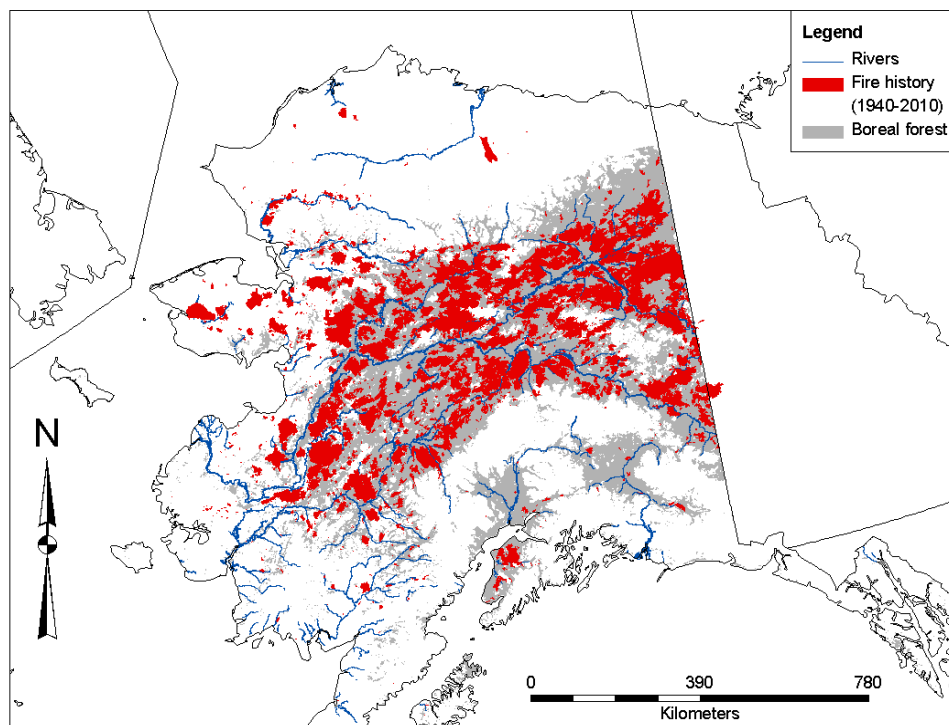 Legend
Rivers
Fire history
(1940-2010)
Boreal forest
N
0 390 780
Kilometers